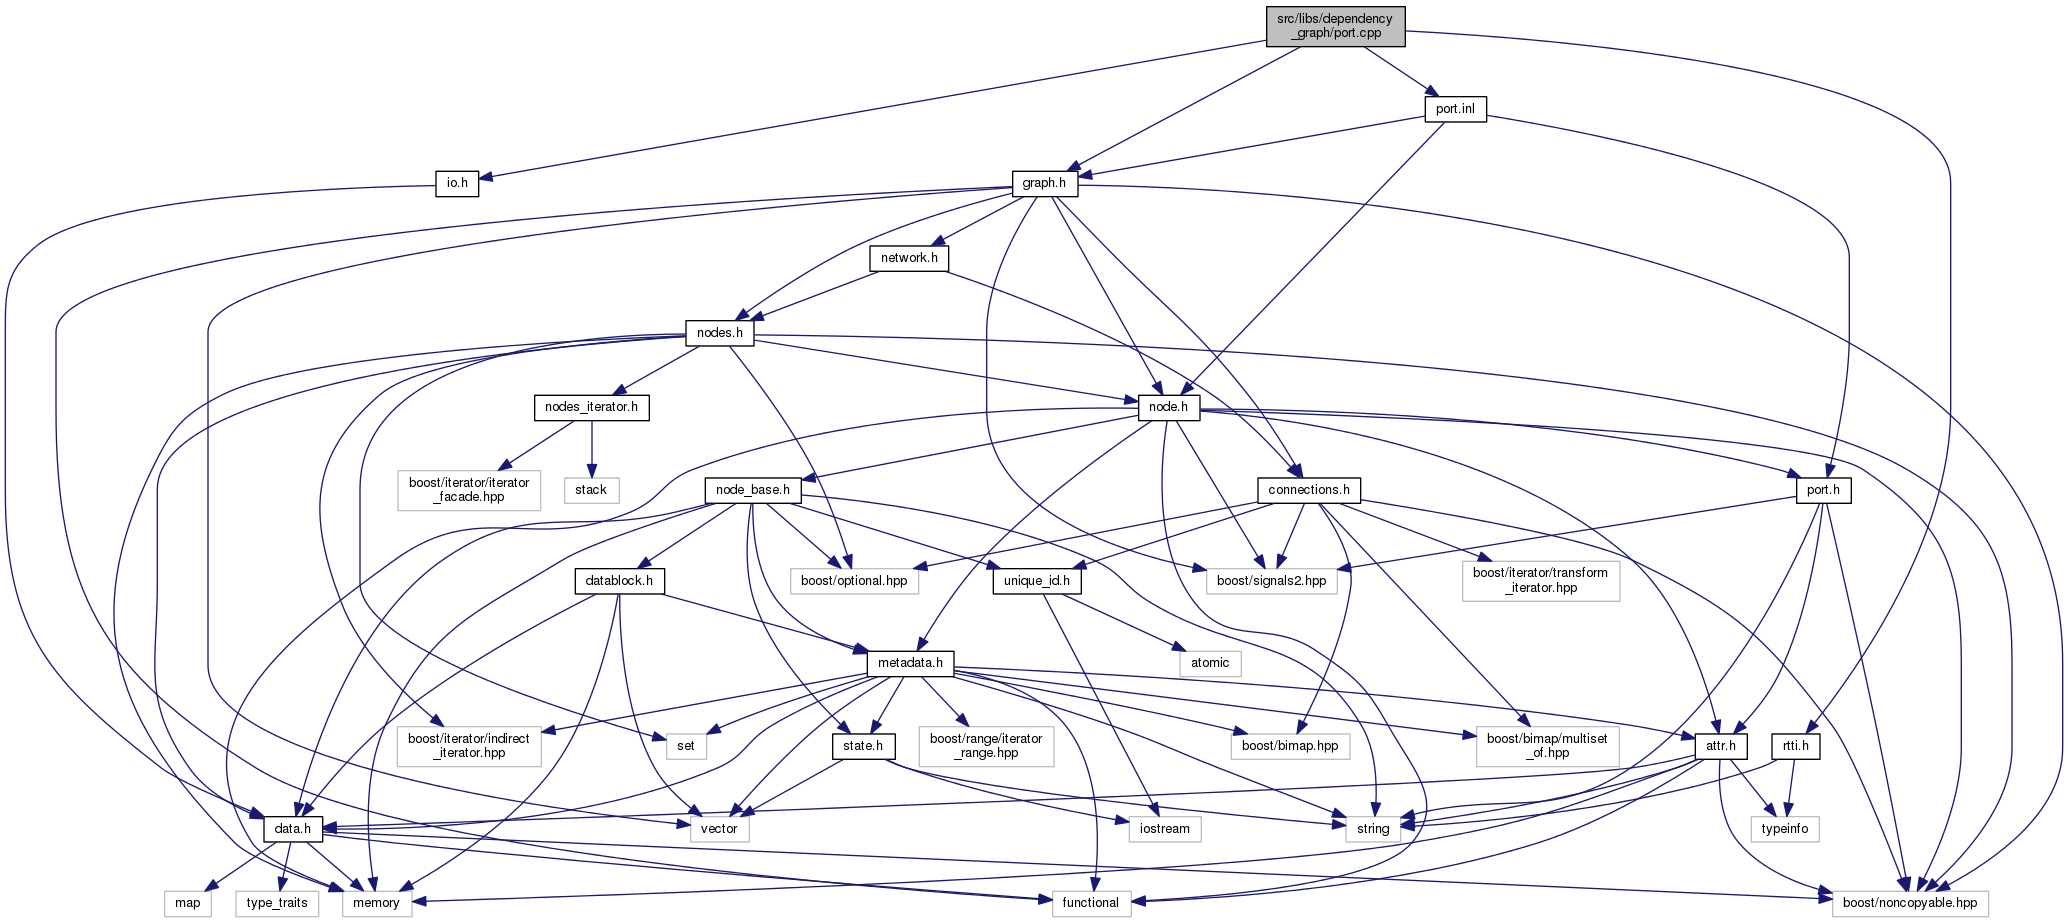 src/libs/dependency
_graph/port.cpp
port.inl
io.h
graph.h
network.h
nodes.h
nodes_iterator.h
node.h
boost/iterator/iterator
_facade.hpp
stack
node_base.h
connections.h
port.h
datablock.h
boost/optional.hpp
unique_id.h
boost/signals2.hpp
boost/iterator/transform
_iterator.hpp
metadata.h
atomic
boost/iterator/indirect
_iterator.hpp
set
state.h
boost/range/iterator
_range.hpp
boost/bimap.hpp
boost/bimap/multiset
_of.hpp
attr.h
rtti.h
data.h
vector
iostream
string
typeinfo
map
type_traits
memory
functional
boost/noncopyable.hpp